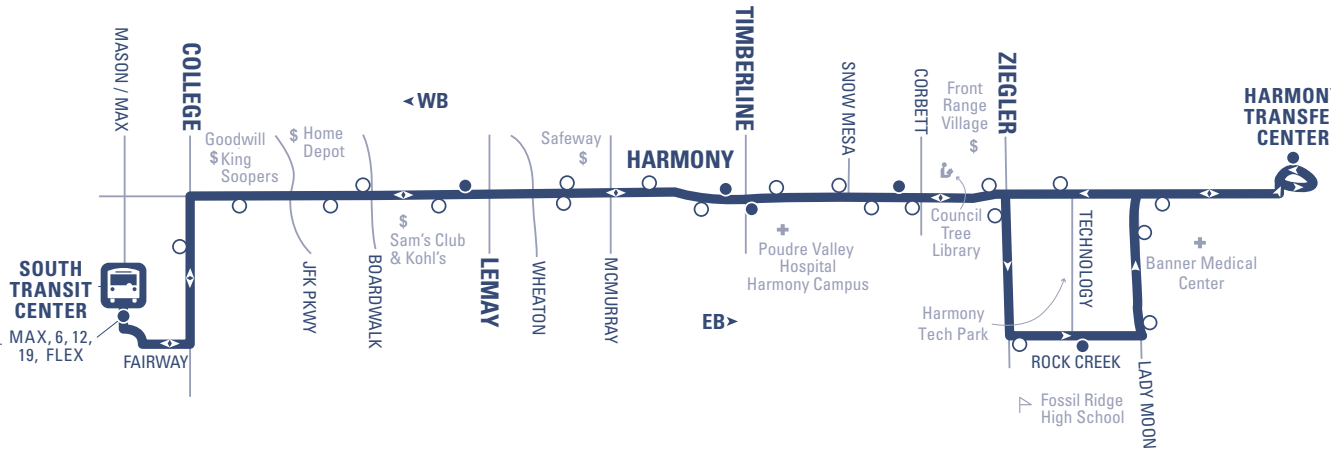 MASON / MAX
COLLEGE
◄WB
Goodwill
$ King
Soopers
$ Home
Depot
$
Sam's Club
& Kohl's
JFK PKWY
BOARDWALK
LEMAY
WHEATON
Safeway
$
MCMURRAY
HARMONY
TIMBERLINE
EB►
Poudre Valley
Hospital
Harmony Campus
SNOW MESA
CORBETT
Front
Range
Village
$
Council
Tree
Library
ZIEGLER
TECHNOLOGY
Harmony
Tech Park
ROCK CREEK
Fossil Ridge
High School
LADY MOON
Banner Medical
Center
HARMON
TRANSFE
CENTER
SOUTH
TRANSIT
CENTER
MAX, 6, 12,
19, FLEX
FAIRWAY